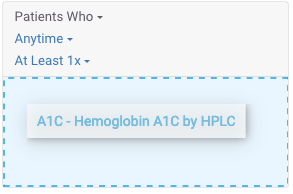 Patients Who
Anytime
At Least 1x
A1C - Hemoglobin A1C by HPLC